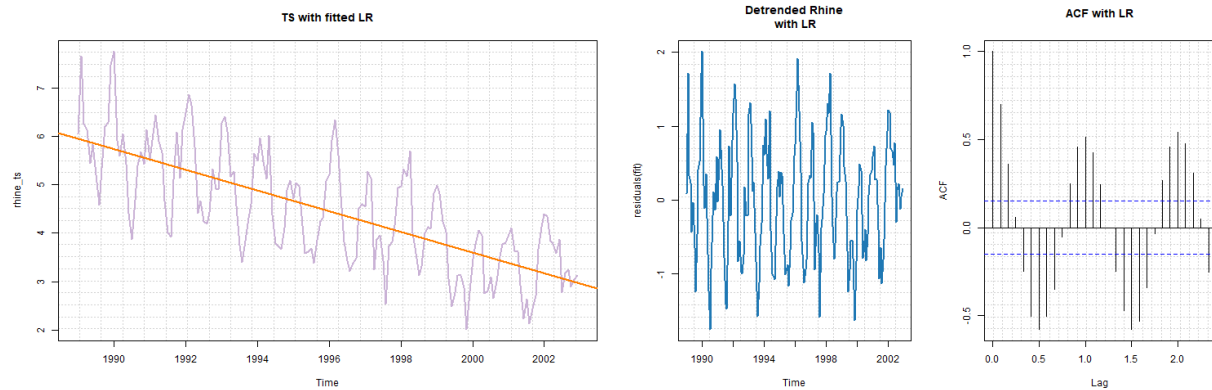 TS with fitted LR
rhine_ts
7
6
5
4
3
2
1990 1992 1994 1996 1998 2000 2002
Time
Detrended Rhine
with LR
residuals(fit)
2
1
0
-1
1990 1994 1998 2002
Time
ACF with LR
ACF
1.0
0.5
0.0
-0.5
0.0 0.5 1.0 1.5 2.0
Lag